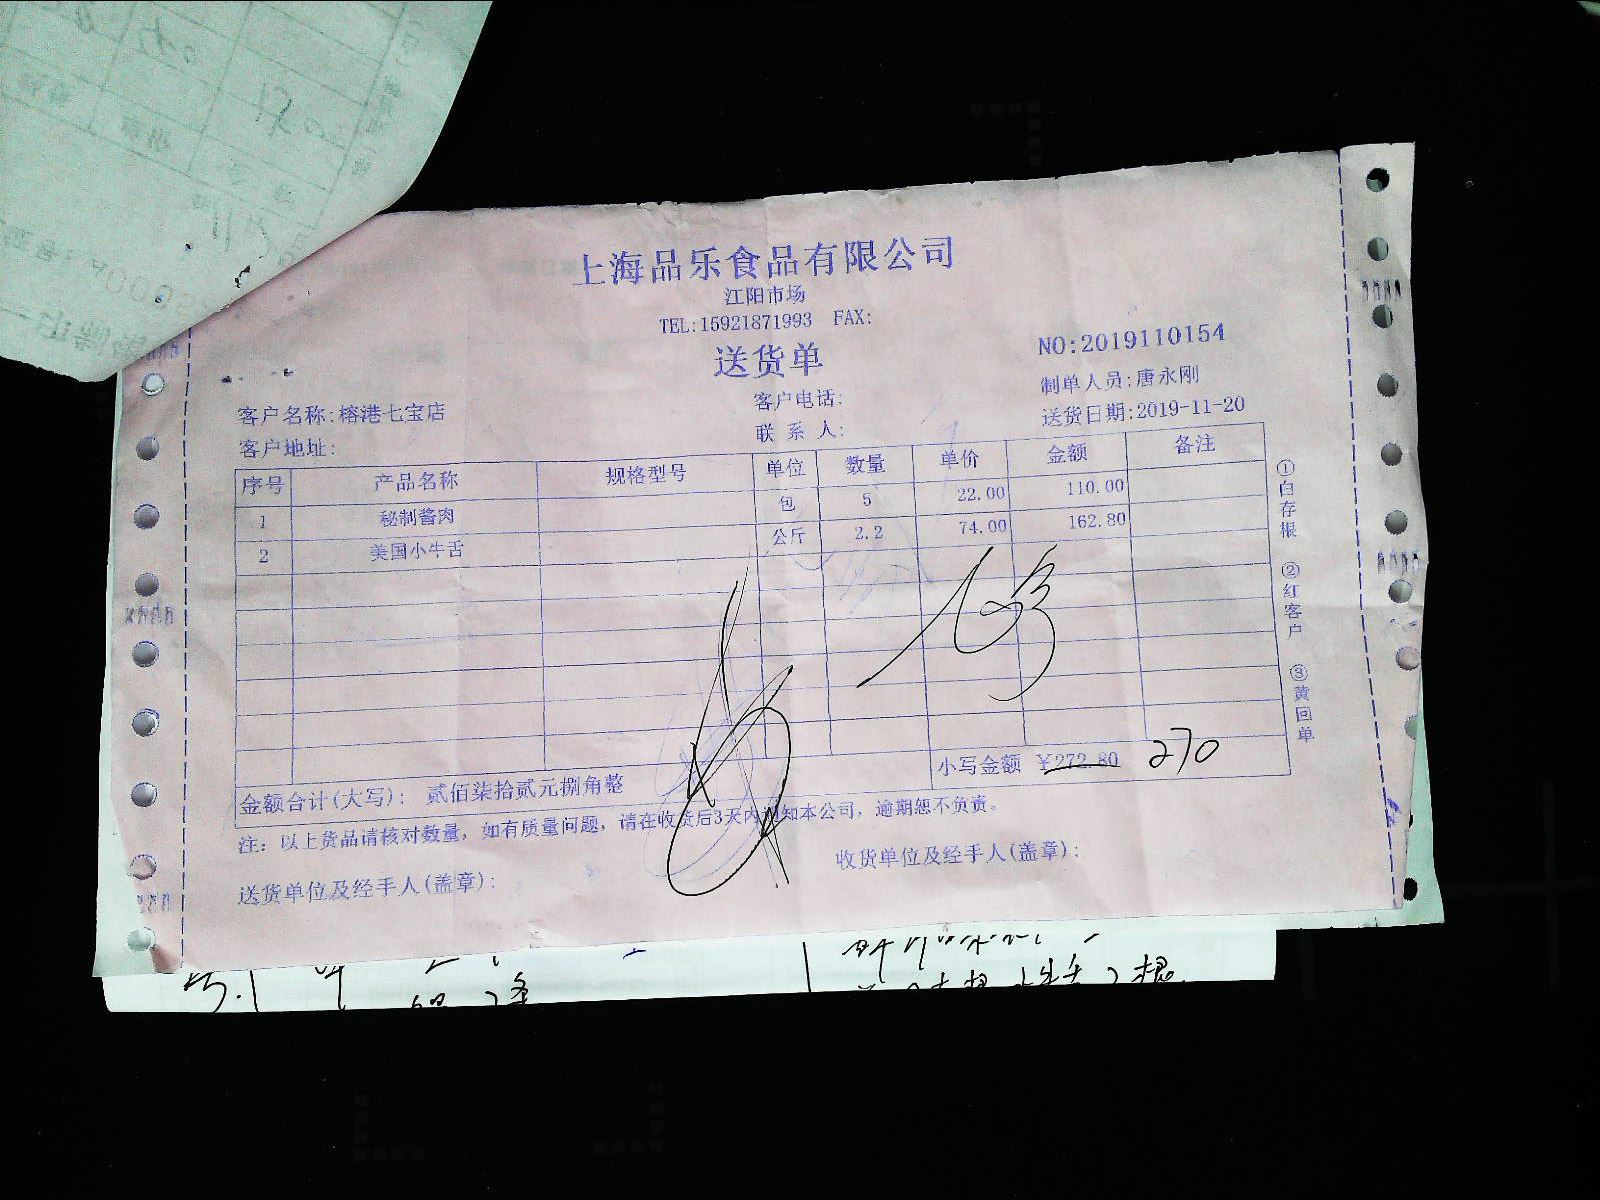 上海品乐食品有限公司
江阳市场
TEL:15921871993 FAX:
送货单
NO:2019110154
制单人员:唐永刚
客户名称:榕港七宝店 客户电话: 送货日期:2019-11-20
客户地址: 联系人:
序号 产品名称 规格型号 单位 数量 单价 金额 备注
1 秘制酱肉 包 5 22.00 110.00
2 美国小牛舌 公斤 2.2 74.00 162.80
金额合计(大写): 贰佰柒拾贰元捌角整 小写金额 ¥272.80 270
注: 以上货品请核对数量, 如有质量问题, 请在收货后3天内通知本公司, 逾期恕不负责。
送货单位及经手人(盖章): 收货单位及经手人(盖章):
①白存根 ②红客户 ③黄回单